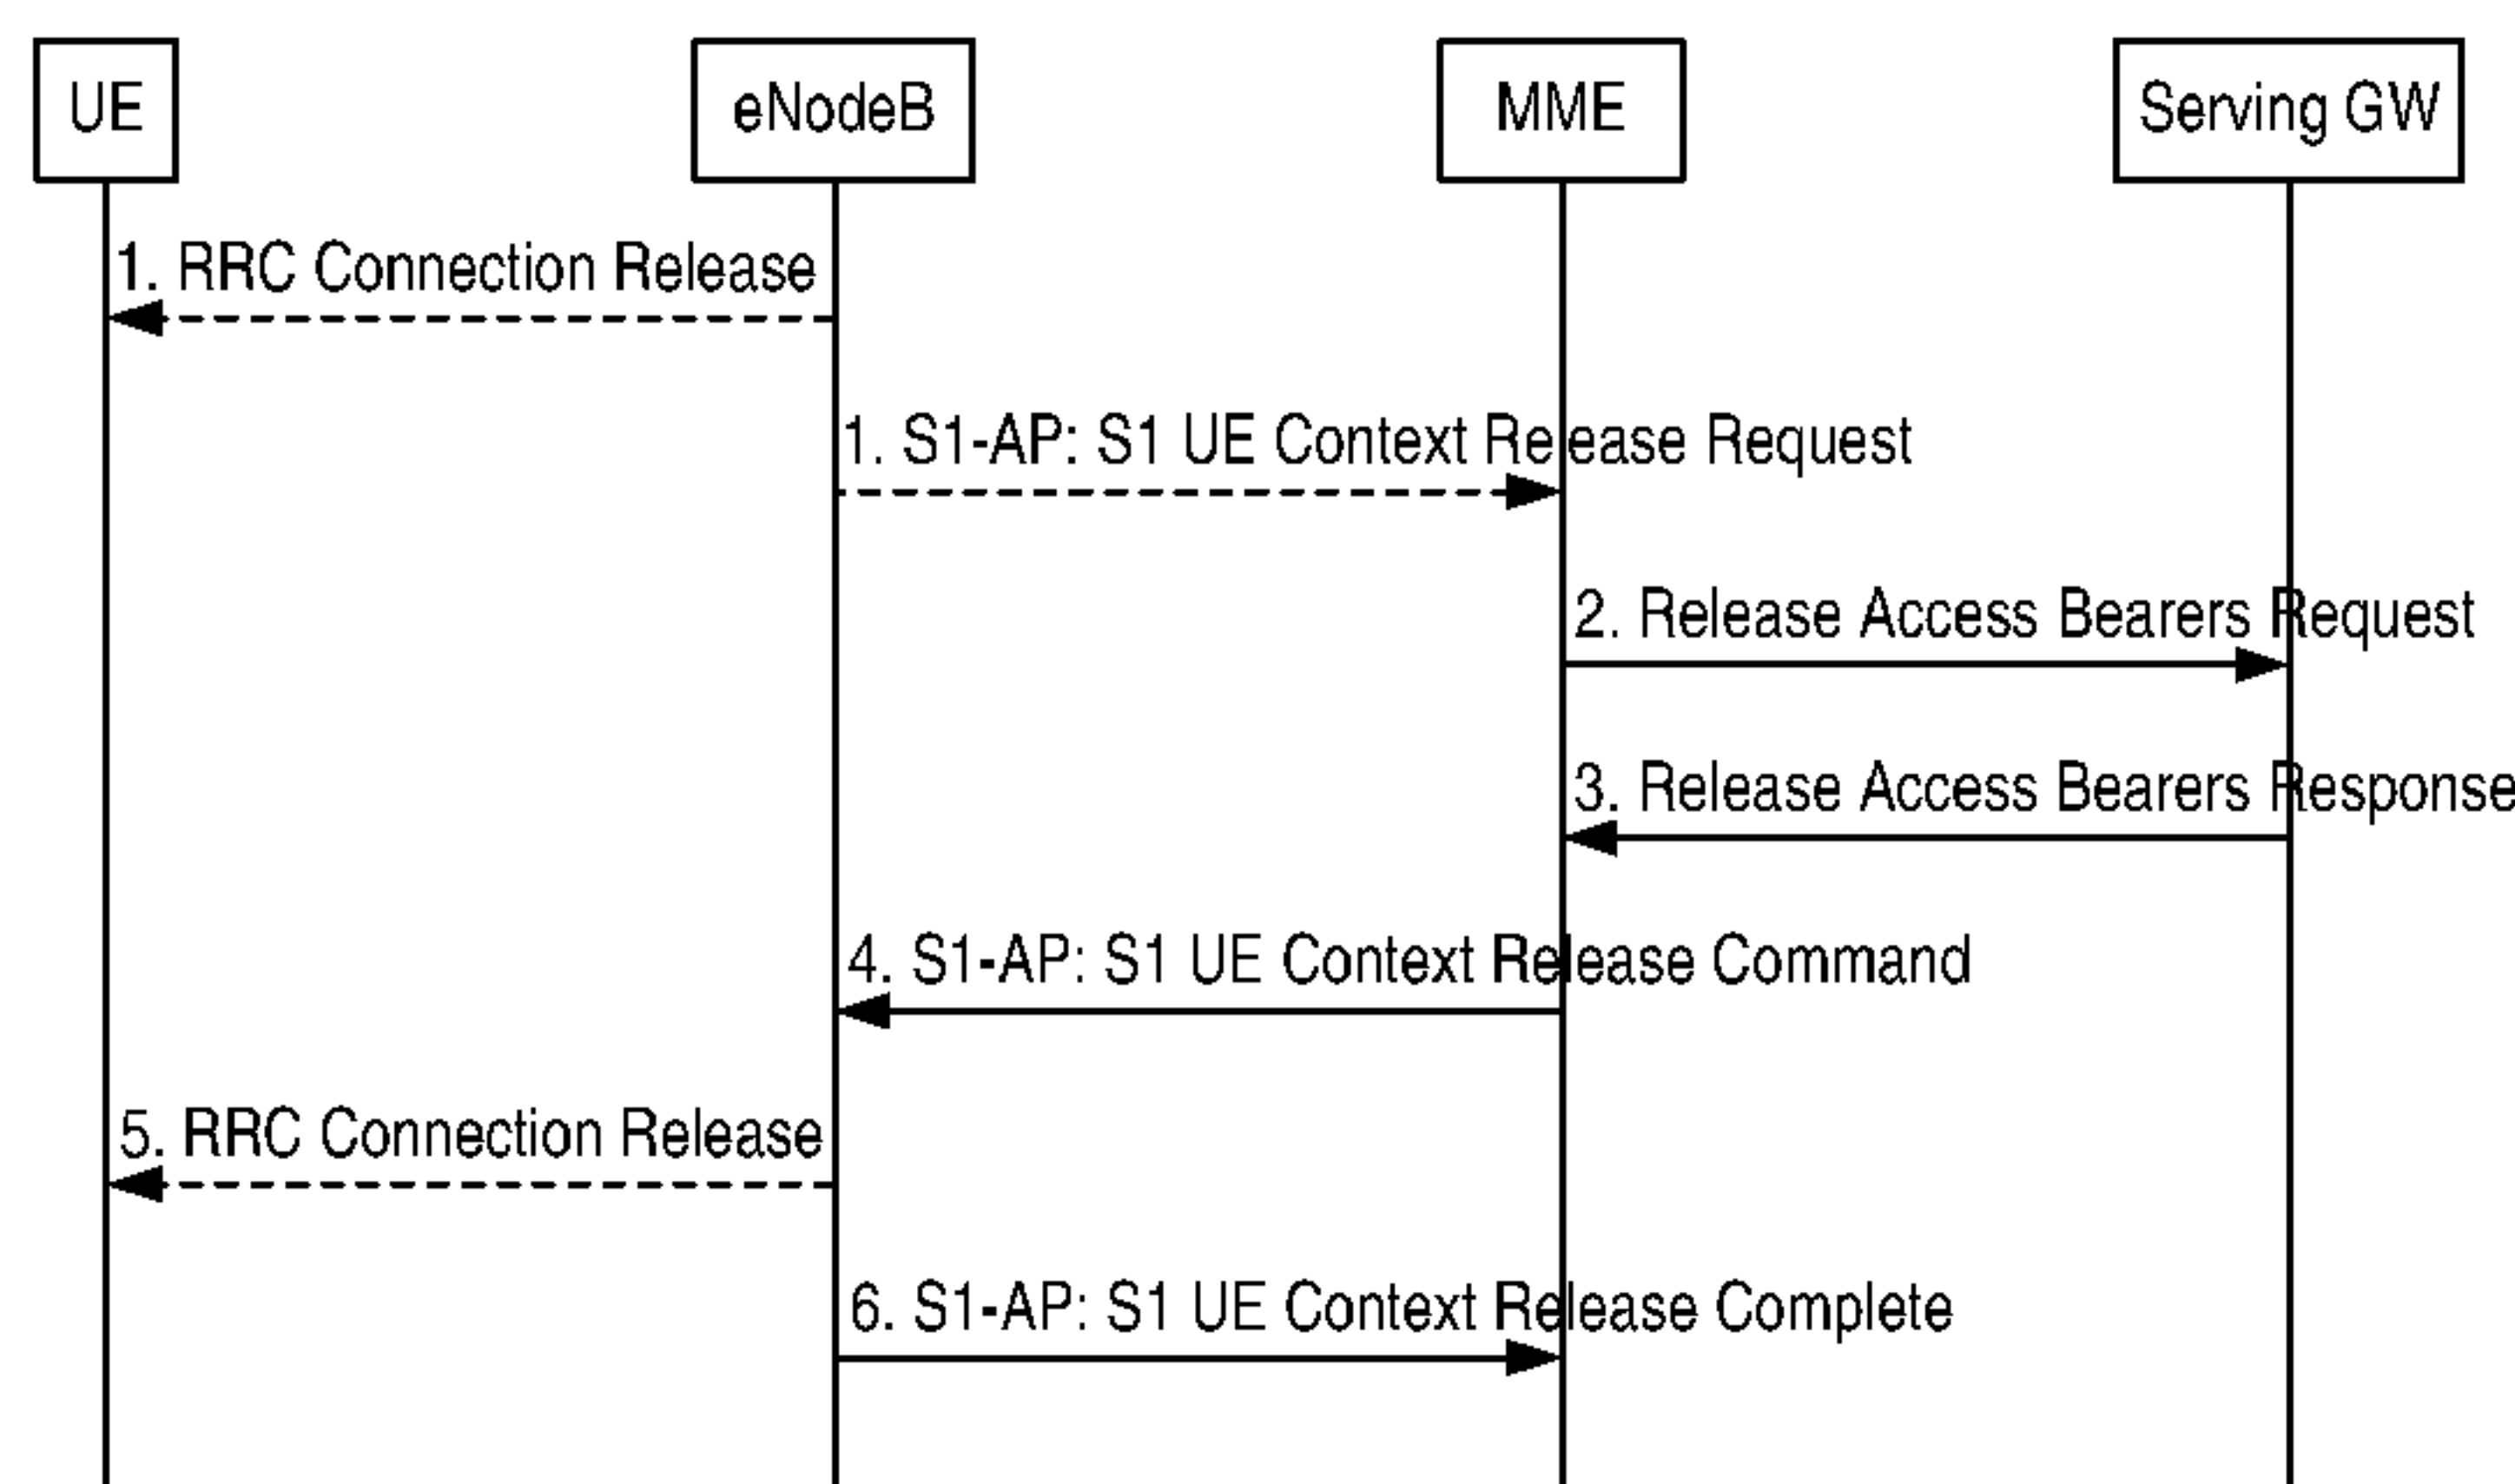 UE
eNodeB
MME
Serving GW
1. RRC Connection Release
1. S1-AP: S1 UE Context Release Request
2. Release Access Bearers Request
3. Release Access Bearers Response
4. S1-AP: S1 UE Context Release Command
5. RRC Connection Release
6. S1-AP: S1 UE Context Release Complete